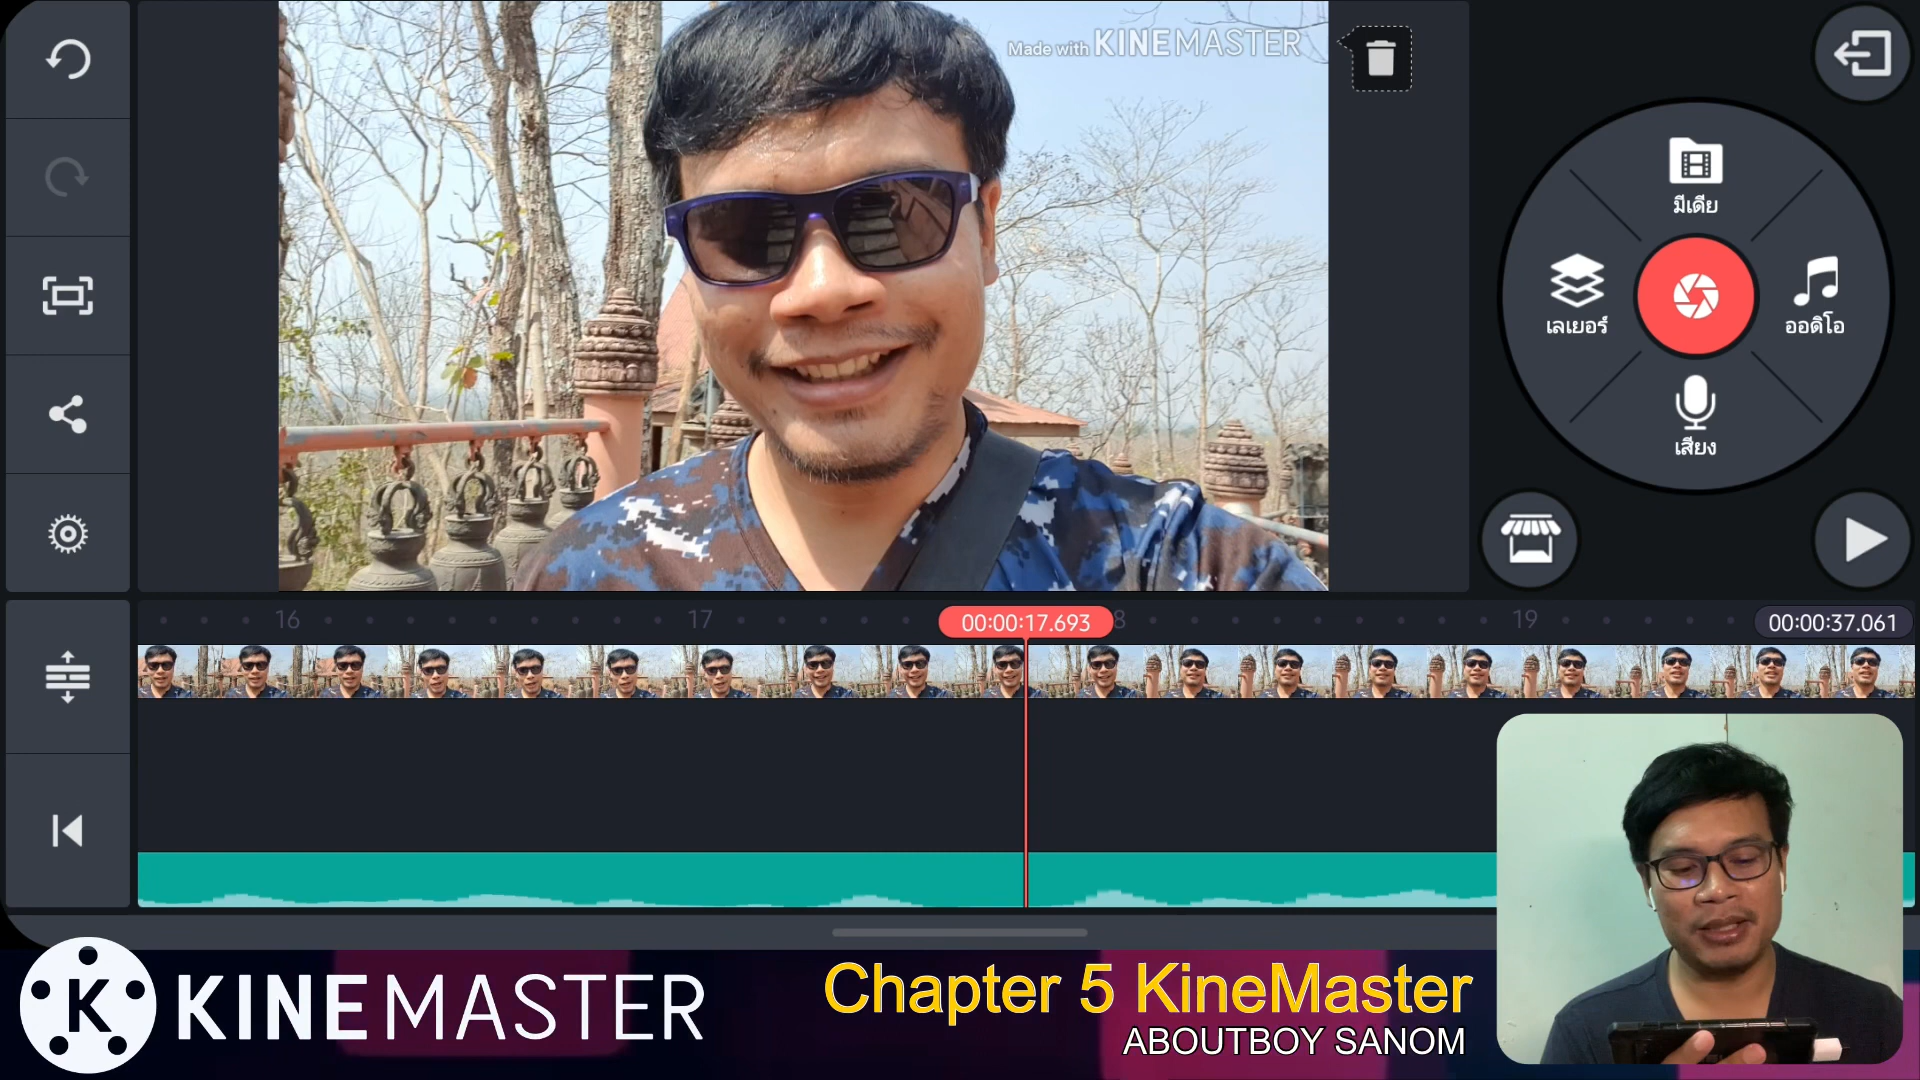 Made with KINEMASTER
มีเดีย
เลเยอร์
ออดิโอ
เสียง
16
17
00:00:17.693
8
19
00:00:37.061
K
KINEMASTER
Chapter 5 KineMaster
ABOUTBOY SANOM